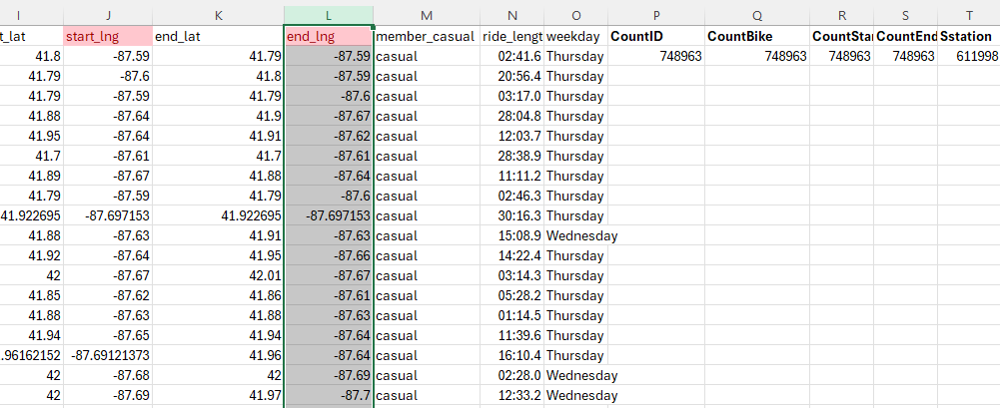 I J K L M N O P Q R S T
t_lat start_lng end_lat end_lng member_casual ride_lengt weekday CountID CountBike CountSta CountEnd Sstation
41.8 -87.59 41.79 -87.59 casual 02:41.6 Thursday 748963 748963 748963 748963 611998
41.79 -87.6 41.8 -87.59 casual 20:56.4 Thursday
41.79 -87.59 41.79 -87.6 casual 03:17.0 Thursday
41.88 -87.64 41.9 -87.67 casual 28:04.8 Thursday
41.95 -87.64 41.91 -87.62 casual 12:03.7 Thursday
41.7 -87.61 41.7 -87.61 casual 28:38.9 Thursday
41.89 -87.67 41.88 -87.64 casual 11:11.2 Thursday
41.79 -87.59 41.79 -87.6 casual 02:46.3 Thursday
41.922695 -87.697153 41.922695 -87.697153 casual 30:16.3 Thursday
41.88 -87.63 41.91 -87.63 casual 15:08.9 Wednesday
41.92 -87.64 41.95 -87.66 casual 14:22.4 Thursday
42 -87.67 42.01 -87.67 casual 03:14.3 Thursday
41.85 -87.62 41.86 -87.61 casual 05:28.2 Thursday
41.88 -87.63 41.88 -87.63 casual 01:14.5 Thursday
41.94 -87.65 41.94 -87.64 casual 11:39.6 Thursday
.96162152 -87.69121373 41.96 -87.64 casual 16:10.4 Thursday
42 -87.68 42 -87.69 casual 02:28.0 Wednesday
42 -87.69 41.97 -87.7 casual 12:33.2 Wednesday